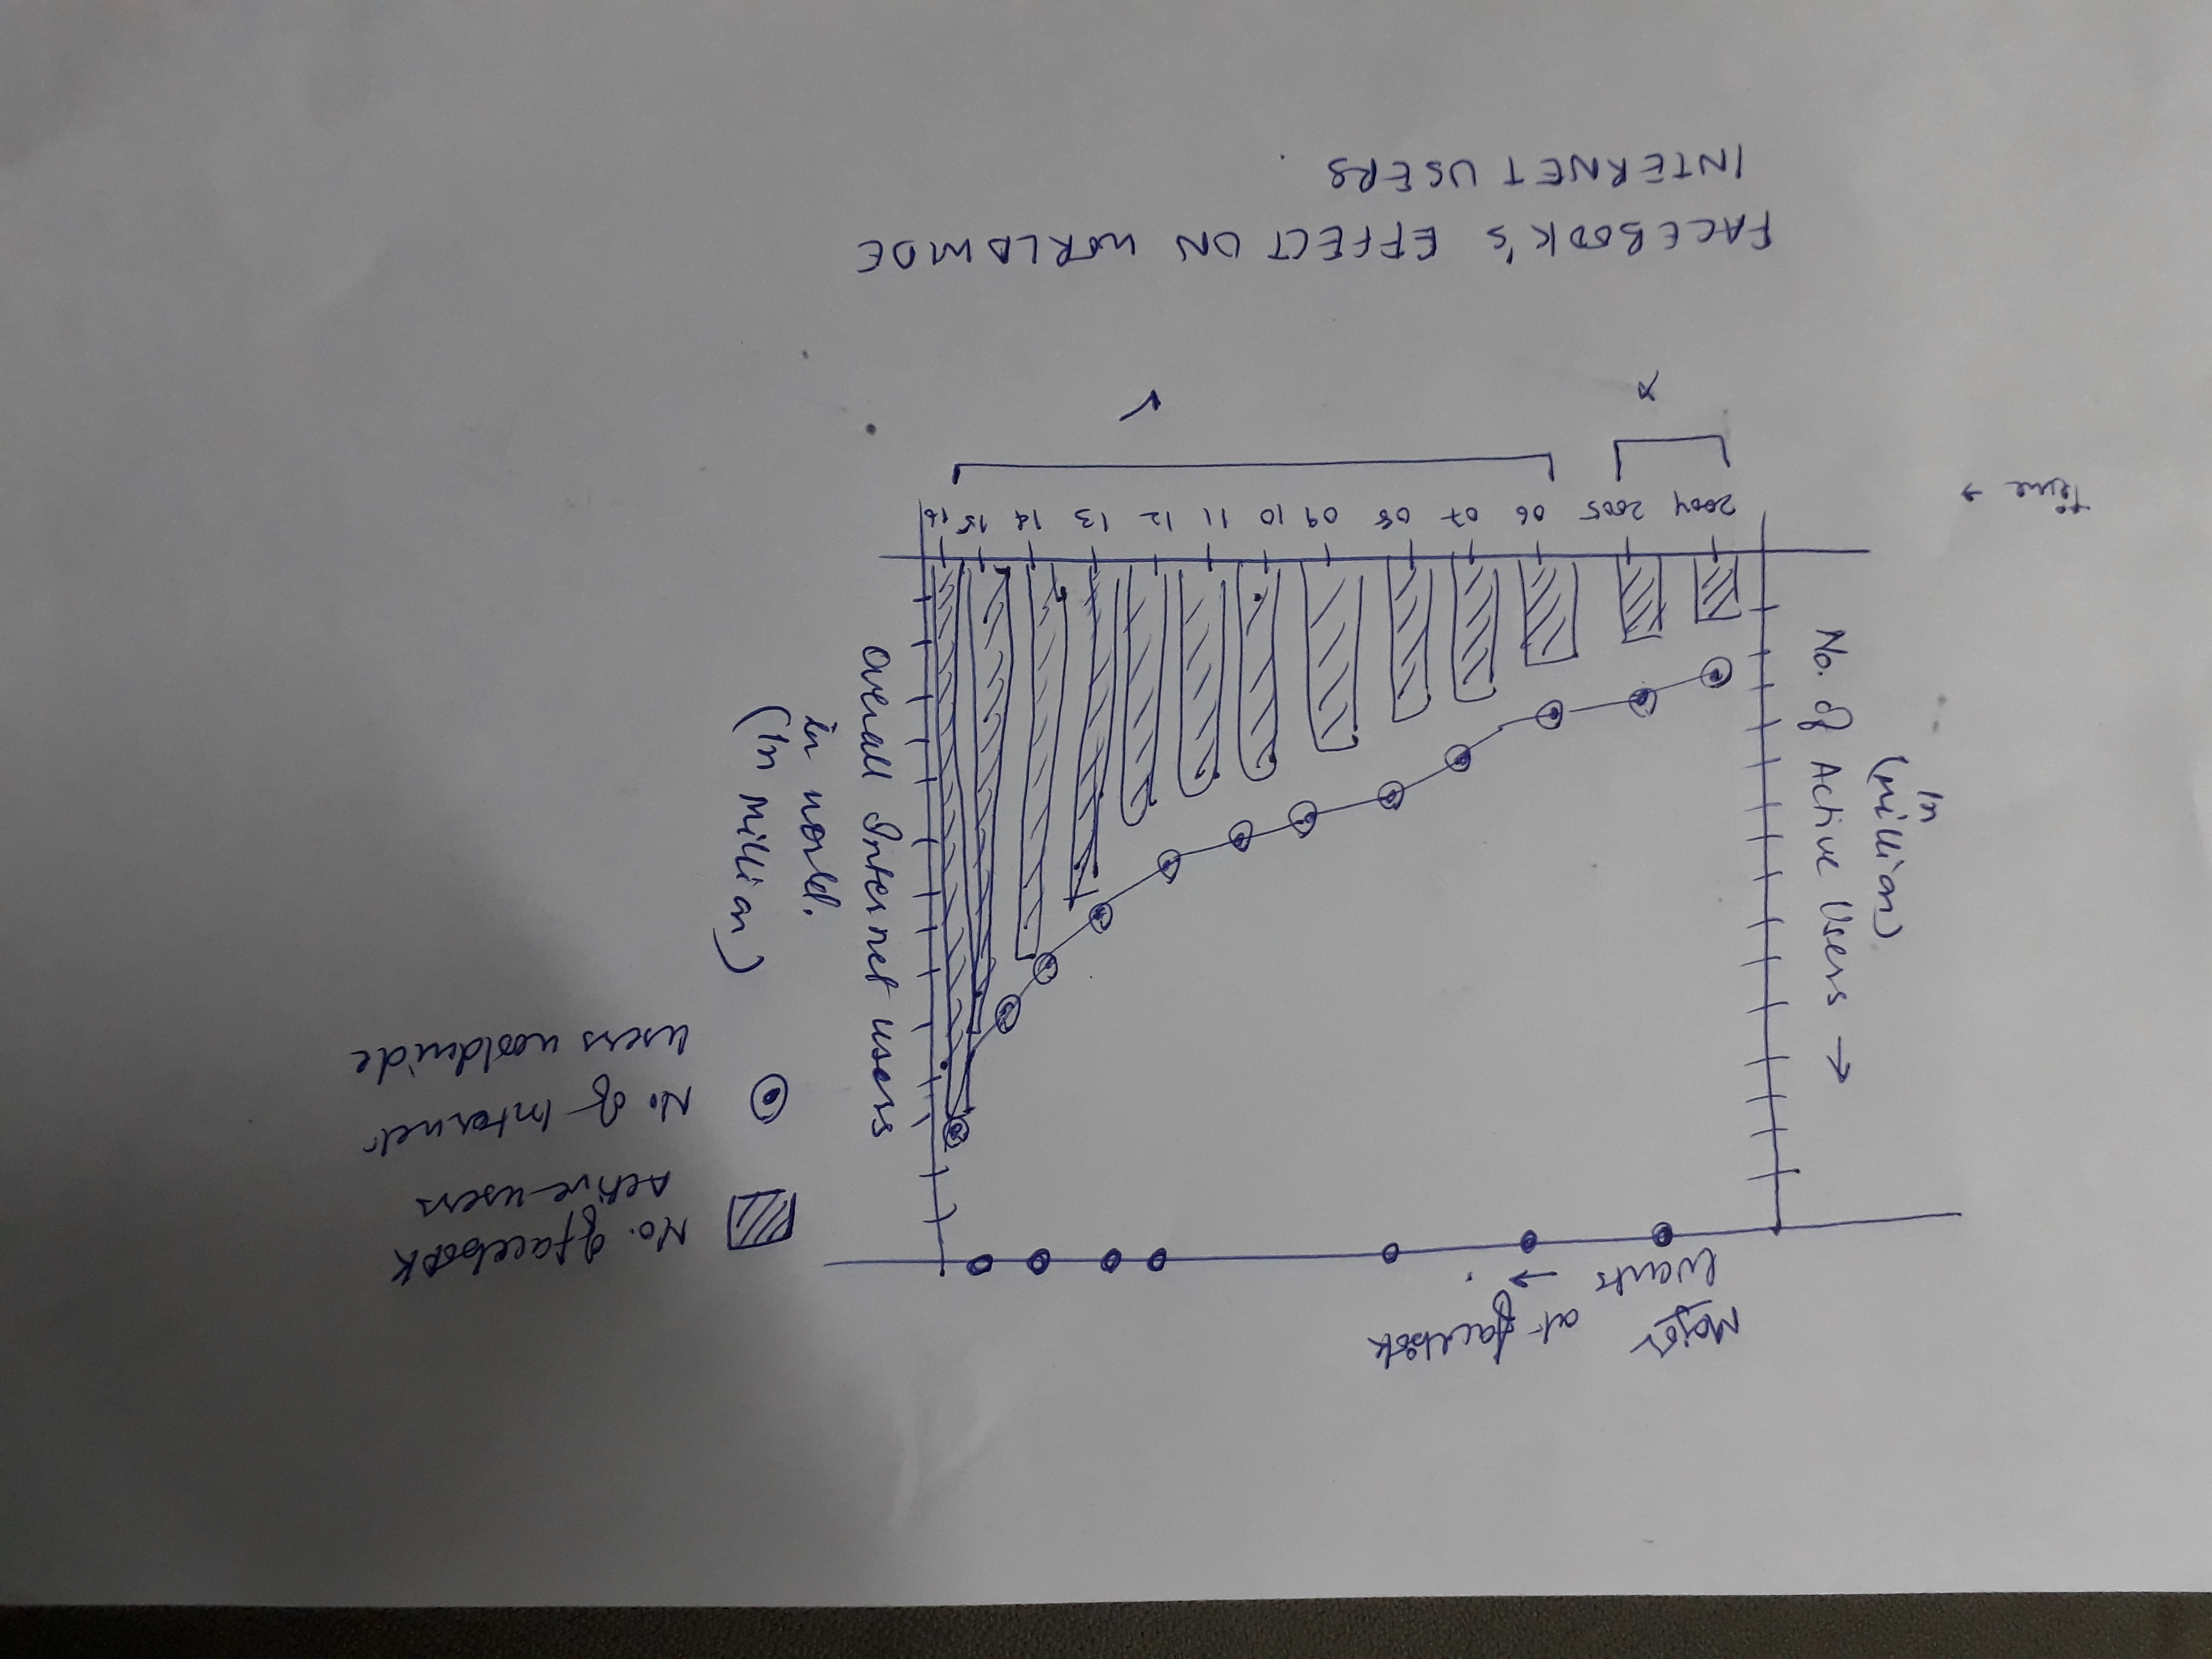 Major at facebook
Events →
No. of facebook
Active users
No. of Internet
users worldwide
In
(million)
No. of Active Users →
overall Internet users
in world.
(In million)
2004 2005 06 07 08 09 10 11 12 13 14 15 16
Time →
FACEBOOK'S EFFECT ON WORLDWIDE
INTERNET USERS.